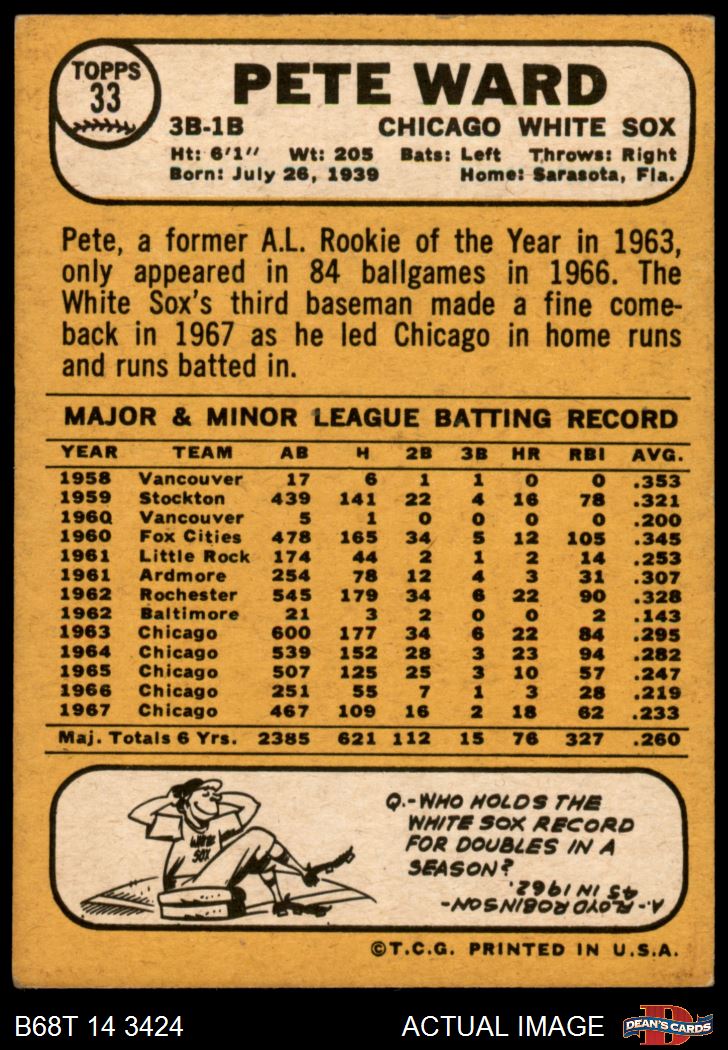 TOPPS
33
PETE WARD
3B-1B CHICAGO WHITE SOX
Ht: 6'1" Wt: 205 Bats: Left Throws: Right
Born: July 26, 1939 Home: Sarasota, Fla.
Pete, a former A.L. Rookie of the Year in 1963,
only appeared in 84 ballgames in 1966. The
White Sox's third baseman made a fine come-
back in 1967 as he led Chicago in home runs
and runs batted in.
MAJOR & MINOR LEAGUE BATTING RECORD
YEAR TEAM AB H 2B 3B HR RBI AVG.
1958 Vancouver 17 6 1 1 0 0 .353
1959 Stockton 439 141 22 4 16 78 .321
1960 Vancouver 5 1 0 0 0 0 .200
1960 Fox Cities 478 165 34 5 12 105 .345
1961 Little Rock 174 44 2 1 2 14 .253
1961 Ardmore 254 78 12 4 3 31 .307
1962 Rochester 545 179 34 6 22 90 .328
1962 Baltimore 21 3 2 0 0 2 .143
1963 Chicago 600 177 34 6 22 84 .295
1964 Chicago 539 152 28 3 23 94 .282
1965 Chicago 507 125 25 3 10 57 .247
1966 Chicago 251 55 7 1 3 28 .219
1967 Chicago 467 109 16 2 18 62 .233
Maj. Totals 6 Yrs. 2385 621 112 15 76 327 .260
WHITE
SOX
Q.-WHO HOLDS THE
WHITE SOX RECORD
FOR DOUBLES IN A
SEASON?
A.-FLOYD ROBINSON-
45 IN 1962.
©T.C.G. PRINTED IN U.S.A.
B68T 14 3424 ACTUAL IMAGE
D
DEAN'S CARDS